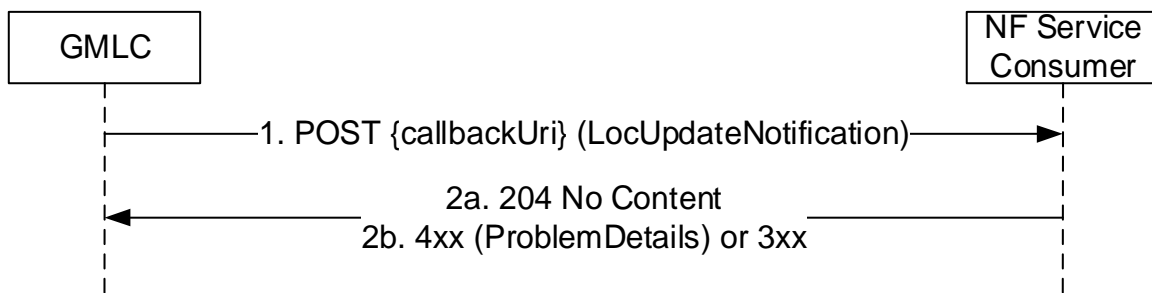 GMLC
NF Service
Consumer
1. POST {callbackUri} (LocUpdateNotification)
2a. 204 No Content
2b. 4xx (ProblemDetails) or 3xx